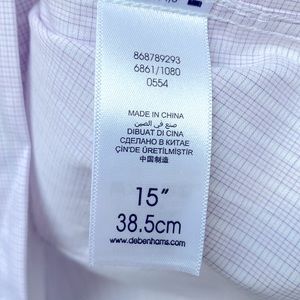 868789293
6861/1080
0554
MADE IN CHINA
صنع في الصين
DIBUAT DI CINA
СДЕЛАНО В КИТАЕ
ÇİN'DE ÜRETİLMİŞTİR
中国制造
15"
38.5cm
www.debenhams.com